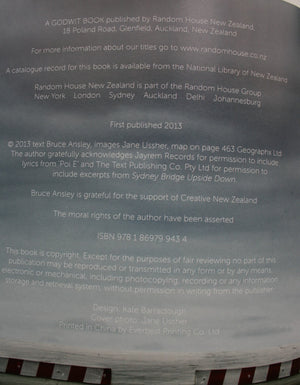 A GODWIT BOOK published by Random House New Zealand,
18 Poland Road, Glenfield, Auckland, New Zealand
For more information about our titles go to www.randomhouse.co.nz
A catalogue record for this book is available from the National Library of New Zealand
Random House New Zealand is part of the Random House Group
New York London Sydney Auckland Delhi Johannesburg
First published 2013
© 2013 text Bruce Ansley, images Jane Ussher, map on page 463 Geographx Ltd
The author gratefully acknowledges Jayrem Records for permission to include
lyrics from 'Poi E' and The Text Publishing Co. Pty Ltd for permission to
include excerpts from Sydney Bridge Upside Down.
Bruce Ansley is grateful for the support of Creative New Zealand
The moral rights of the author have been asserted
ISBN 978 1 86979 943 4
This book is copyright. Except for the purposes of fair reviewing no part of this
publication may be reproduced or transmitted in any form or by any means,
electronic or mechanical, including photocopying, recording or any information
storage and retrieval system, without permission in writing from the publisher.
Design: Kate Barraclough
Cover photo: Jane Ussher
Printed in China by Everbest Printing Co. Ltd